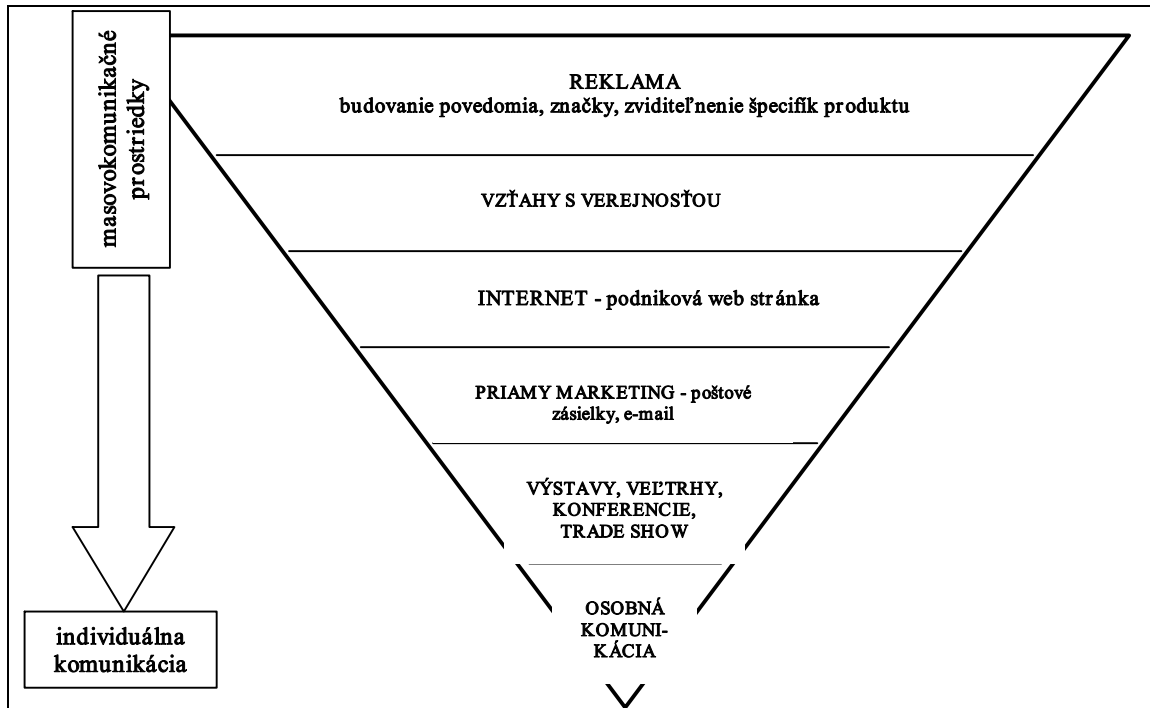 masovokomunikačné
prostriedky
REKLAMA
budovanie povedomia, značky, zviditeľnenie špecifík produktu
VZŤAHY S VEREJNOSŤOU
INTERNET - podniková web stránka
PRIAMY MARKETING - poštové
zásielky, e-mail
VÝSTAVY, VEĽTRHY,
KONFERENCIE,
TRADE SHOW
OSOBNÁ
KOMUNI-
KÁCIA
individuálna
komunikácia